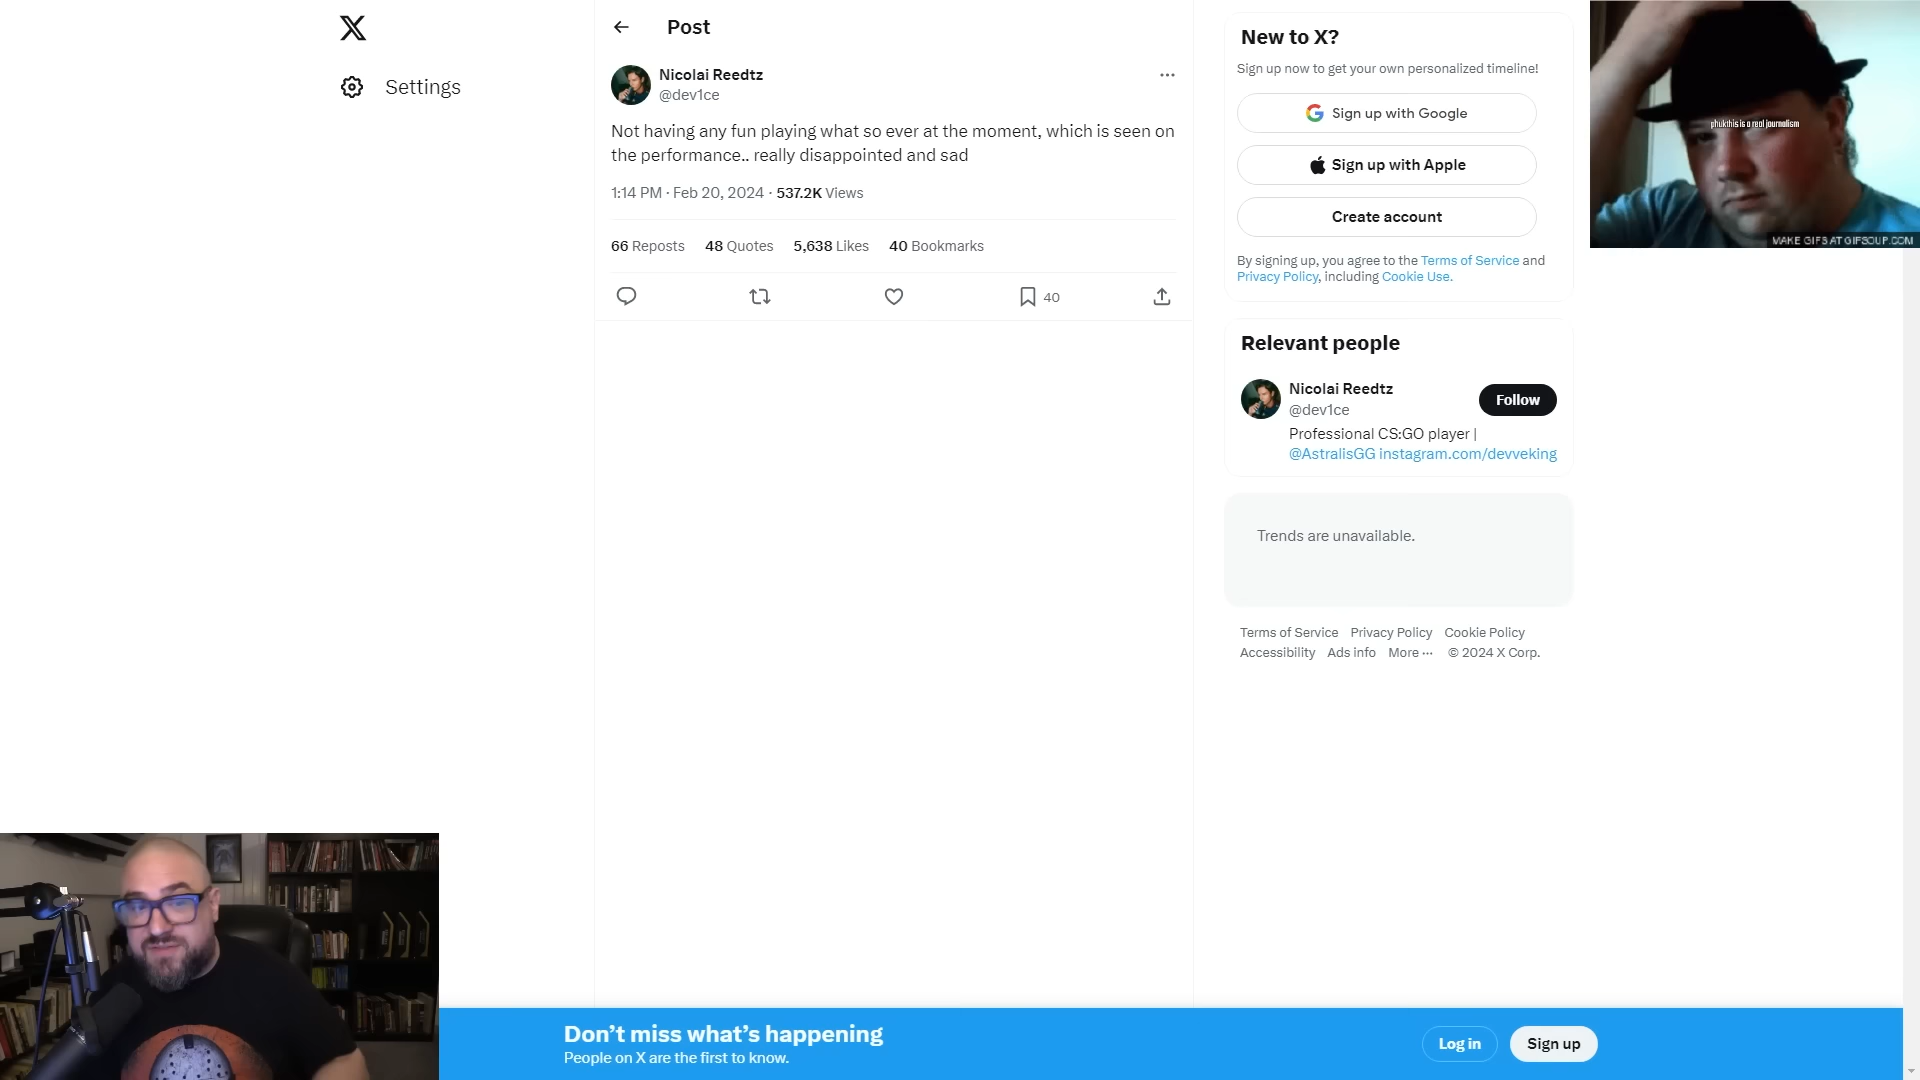 Settings
Post
Nicolai Reedtz
@dev1ce
Not having any fun playing what so ever at the moment, which is seen on
the performance.. really disappointed and sad
1:14 PM · Feb 20, 2024 · 537.2K Views
66 Reposts 48 Quotes 5,638 Likes 40 Bookmarks
40
New to X?
Sign up now to get your own personalized timeline!
Sign up with Google
Sign up with Apple
Create account
By signing up, you agree to the Terms of Service and
Privacy Policy, including Cookie Use.
Relevant people
Nicolai Reedtz
@dev1ce
Follow
Professional CS:GO player |
@AstralisGG instagram.com/devveking
Trends are unavailable.
Terms of Service Privacy Policy Cookie Policy
Accessibility Ads info More ··· © 2024 X Corp.
phukthis is a real journalism
MAKE GIFS AT GIFSOUP.COM
Don’t miss what’s happening
People on X are the first to know.
Log in
Sign up